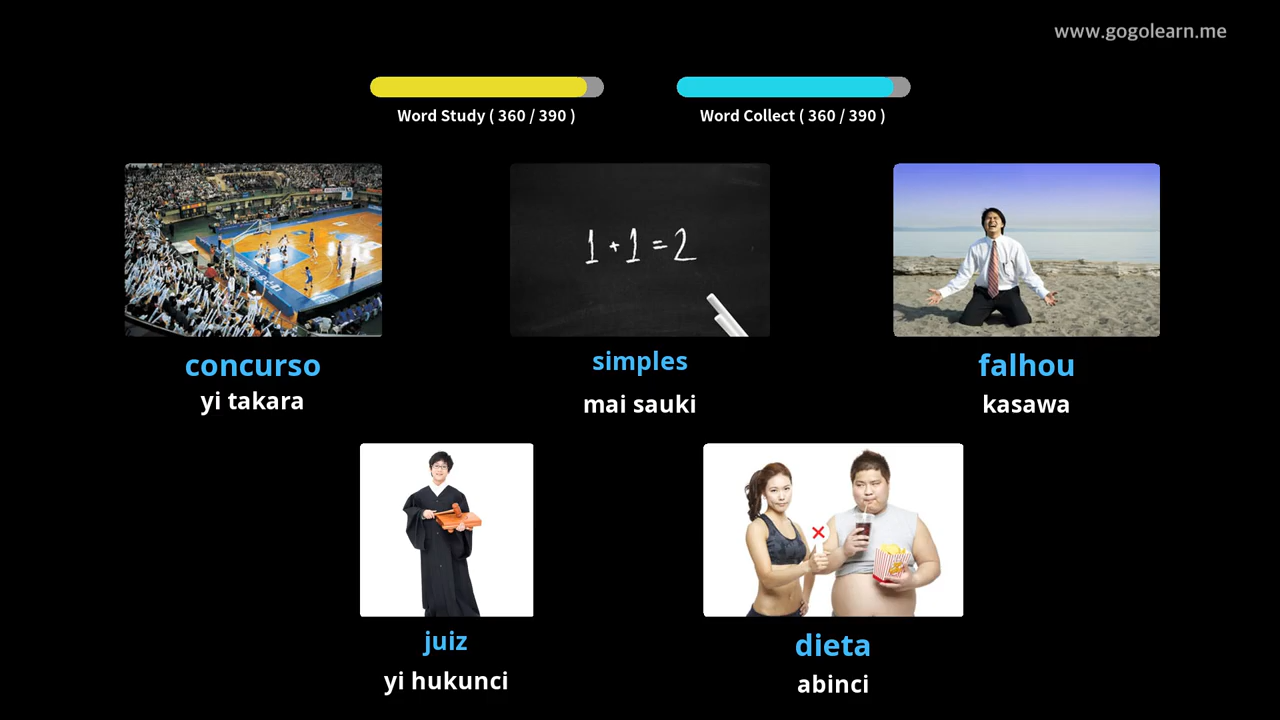 www.gogolearn.me
Word Study ( 360 / 390 )
Word Collect ( 360 / 390 )
1 + 1 = 2
concurso
yi takara
simples
mai sauki
falhou
kasawa
juiz
yi hukunci
dieta
abinci